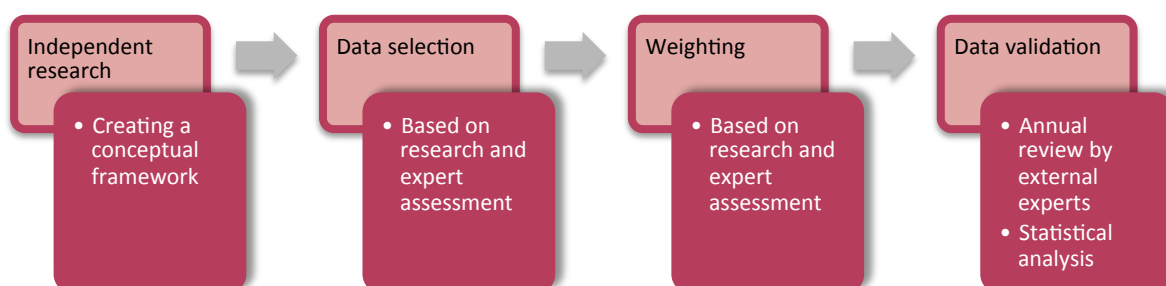 Independent
research
• Creating a
conceptual
framework
Data selection
• Based on
research and
expert
assessment
Weighting
• Based on
research and
expert
assessment
Data validation
• Annual
review by
external
experts
• Statistical
analysis